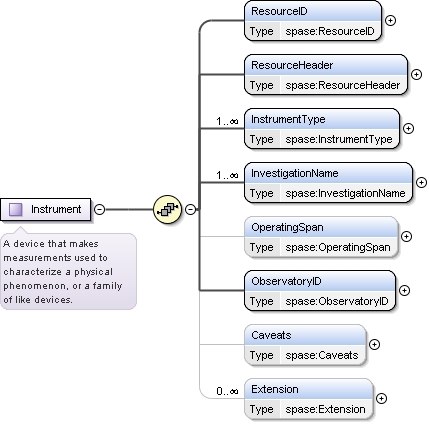 ResourceID
Type spase:ResourceID
ResourceHeader
Type spase:ResourceHeader
1..∞
InstrumentType
Type spase:InstrumentType
1..∞
InvestigationName
Type spase:InvestigationName
Instrument
A device that makes
measurements used to
characterize a physical
phenomenon, or a family
of like devices.
OperatingSpan
Type spase:OperatingSpan
ObservatoryID
Type spase:ObservatoryID
Caveats
Type spase:Caveats
0..∞
Extension
Type spase:Extension